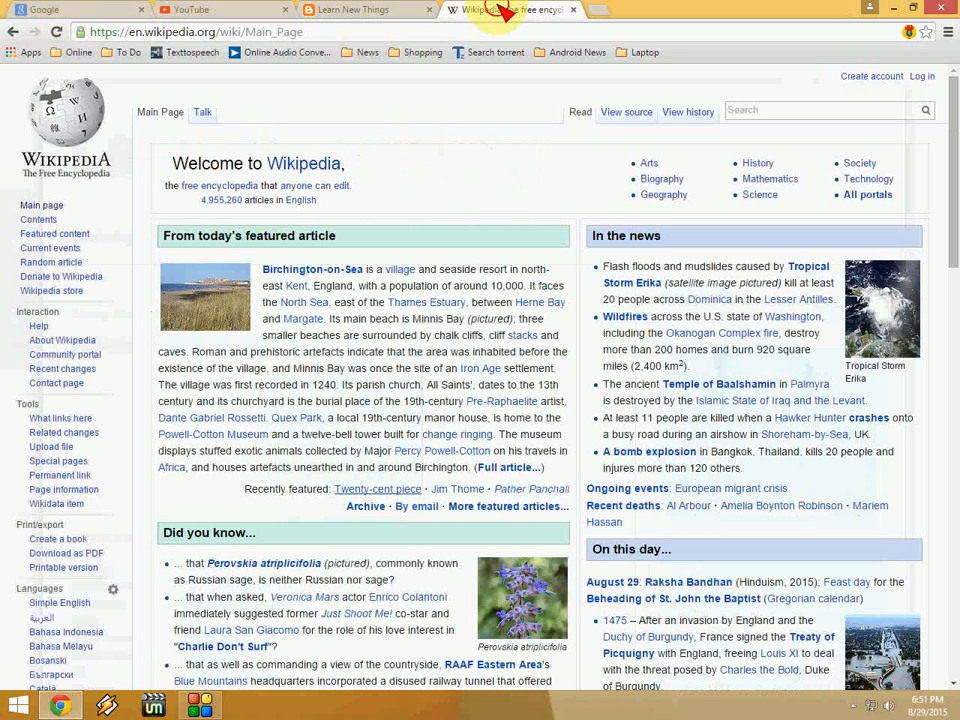 Google
YouTube
Learn New Things
Wikipedia, the free encyc
https://en.wikipedia.org/wiki/Main_Page
Apps Online To Do Texttospeech Online Audio Conve... News Shopping Search torrent Android News Laptop
Create account Log in
Main Page Talk Read View source View history Search
WIKIPEDIA
The Free Encyclopedia
Main page
Contents
Featured content
Current events
Random article
Donate to Wikipedia
Wikipedia store
Interaction
Help
About Wikipedia
Community portal
Recent changes
Contact page
Tools
What links here
Related changes
Upload file
Special pages
Permanent link
Page information
Wikidata item
Print/export
Create a book
Download as PDF
Printable version
Languages
Simple English
العربية
Bahasa Indonesia
Bahasa Melayu
Bosanski
Български
Català
Welcome to Wikipedia,
the free encyclopedia that anyone can edit.
4,955,260 articles in English
Arts
Biography
Geography
History
Mathematics
Science
Society
Technology
All portals
From today's featured article
Birchington-on-Sea is a village and seaside resort in north-
east Kent, England, with a population of around 10,000. It faces
the North Sea, east of the Thames Estuary, between Herne Bay
and Margate. Its main beach is Minnis Bay (pictured); three
smaller beaches are surrounded by chalk cliffs, cliff stacks and
caves. Roman and prehistoric artefacts indicate that the area was inhabited before the
existence of the village, and Minnis Bay was once the site of an Iron Age settlement.
The village was first recorded in 1240. Its parish church, All Saints', dates to the 13th
century and its churchyard is the burial place of the 19th-century Pre-Raphaelite artist,
Dante Gabriel Rossetti. Quex Park, a local 19th-century manor house, is home to the
Powell-Cotton Museum and a twelve-bell tower built for change ringing. The museum
displays stuffed exotic animals collected by Major Percy Powell-Cotton on his travels in
Africa, and houses artefacts unearthed in and around Birchington. (Full article...)
Recently featured: Twenty-cent piece · Jim Thome · Pather Panchali
Archive · By email · More featured articles...
Did you know...
... that Perovskia atriplicifolia (pictured), commonly known
as Russian sage, is neither Russian nor sage?
... that when asked, Veronica Mars actor Enrico Colantoni
immediately suggested former Just Shoot Me! co-star and
friend Laura San Giacomo for the role of his love interest in
"Charlie Don't Surf"?
... that as well as commanding a view of the countryside, RAAF Eastern Area's
Blue Mountains headquarters incorporated a disused railway tunnel that offered
Perovskia atriplicifolia
In the news
Flash floods and mudslides caused by Tropical
Storm Erika (satellite image pictured) kill at least
20 people across Dominica in the Lesser Antilles.
Wildfires across the U.S. state of Washington,
including the Okanogan Complex fire, destroy
more than 200 homes and burn 920 square
miles (2,400 km²).
The ancient Temple of Baalshamin in Palmyra
is destroyed by the Islamic State of Iraq and the Levant.
At least 11 people are killed when a Hawker Hunter crashes onto
a busy road during an airshow in Shoreham-by-Sea, UK.
A bomb explosion in Bangkok, Thailand, kills 20 people and
injures more than 120 others.
Tropical Storm
Erika
Ongoing events: European migrant crisis
Recent deaths: Al Arbour · Amelia Boynton Robinson · Mariem
Hassan
On this day...
August 29: Raksha Bandhan (Hinduism, 2015); Feast day for the
Beheading of St. John the Baptist (Gregorian calendar)
1475 – After an invasion by England and the
Duchy of Burgundy, France signed the Treaty of
Picquigny with England, freeing Louis XI to deal
with the threat posed by Charles the Bold, Duke
of Burgundy.
6:51 PM
8/29/2015